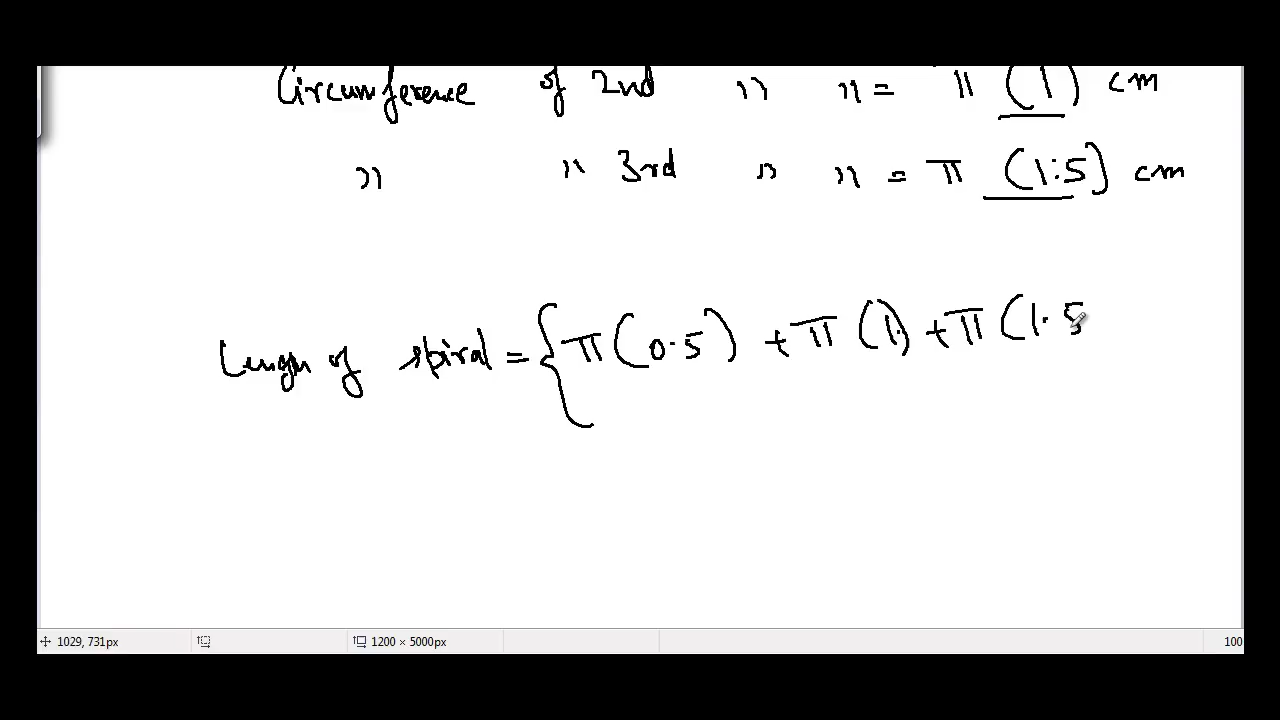 Circumference of 2nd " " = π (1) cm
" " 3rd " " = π (1.5) cm
Length of spiral = { π (0.5) + π (1) + π (1.5
1029, 731px 1200 × 5000px 100